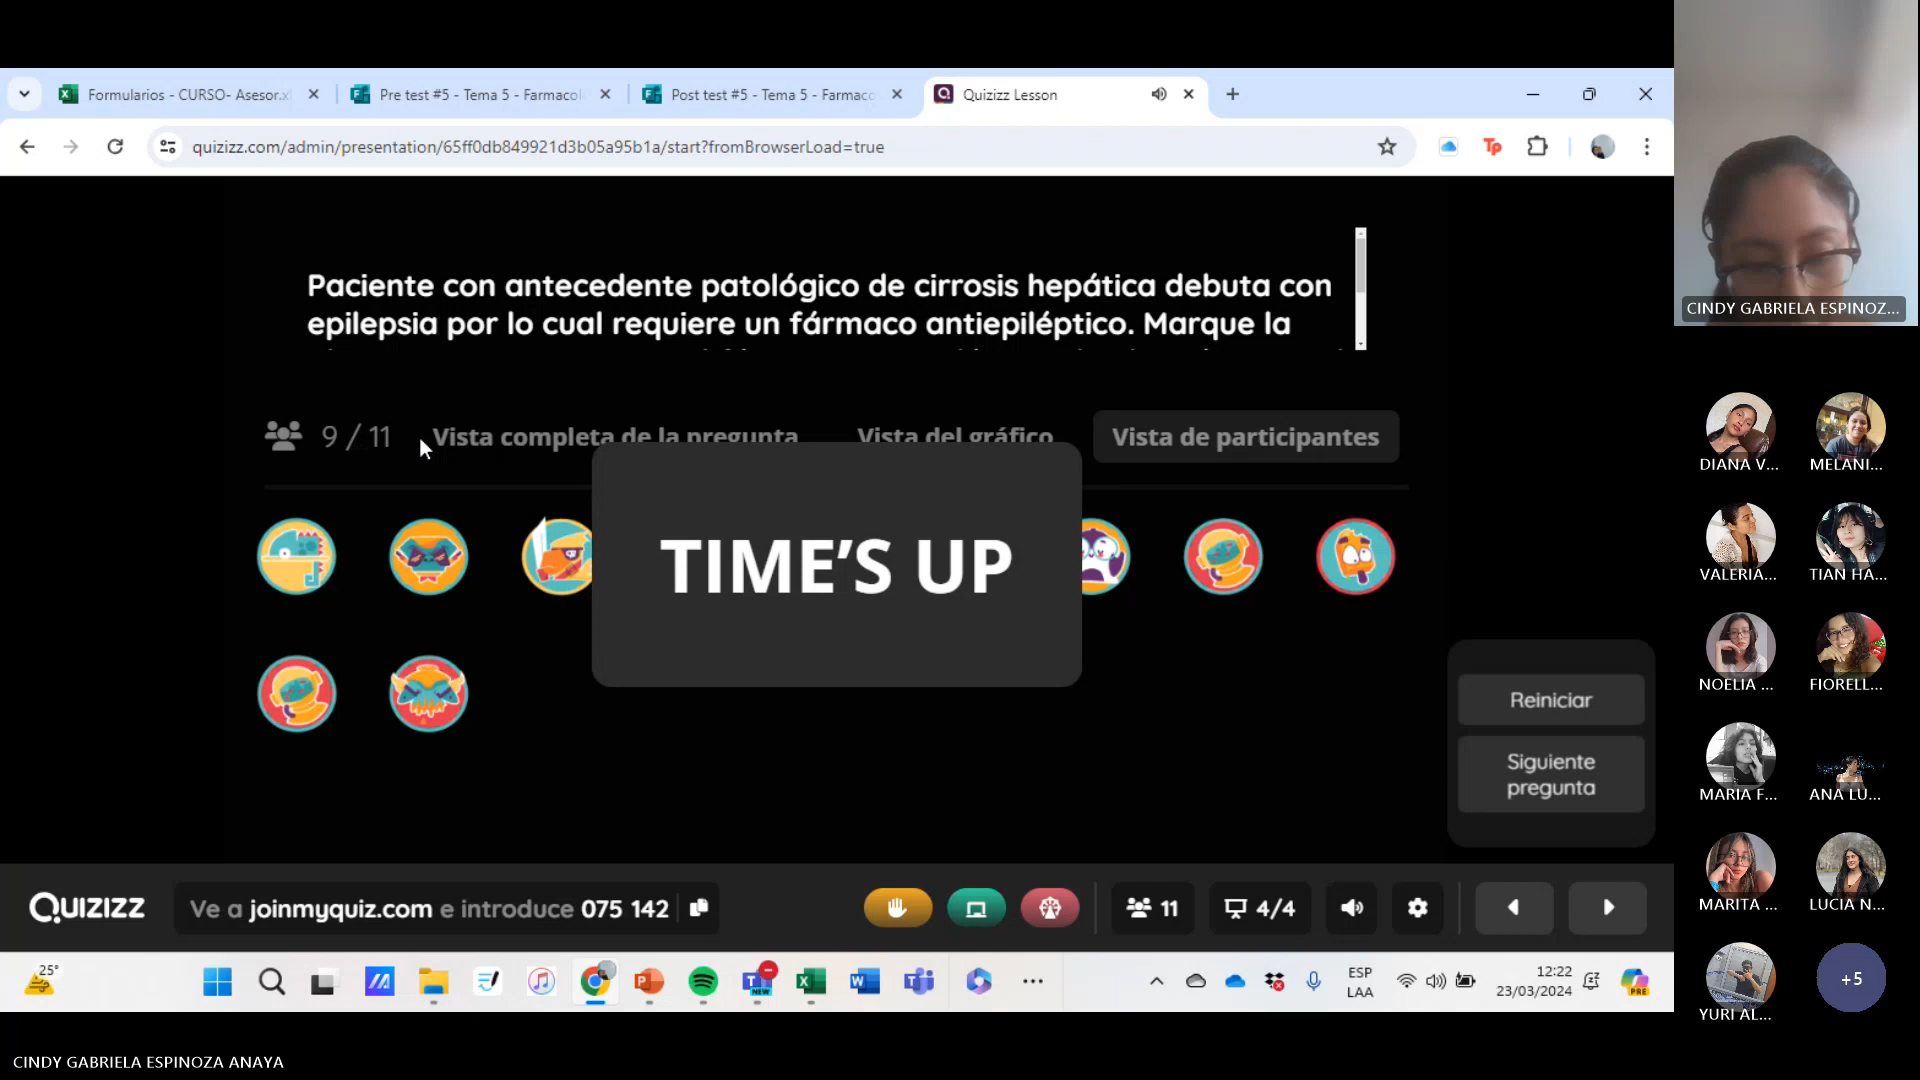 Formularios - CURSO- Asesor.x
Pre test #5 - Tema 5 - Farmacol
Post test #5 - Tema 5 - Farmaco
Quizizz Lesson
quizizz.com/admin/presentation/65ff0db849921d3b05a95b1a/start?fromBrowserLoad=true
Tp
CINDY GABRIELA ESPINOZ...
Paciente con antecedente patológico de cirrosis hepática debuta con
epilepsia por lo cual requiere un fármaco antiepiléptico. Marque la
9 / 11
Vista completa de la pregunta
Vista del gráfico
Vista de participantes
TIME’S UP
Reiniciar
Siguiente
pregunta
DIANA V...
MELANI...
VALERIA...
TIAN HA...
NOELIA ...
FIORELL...
MARIA F...
ANA LU...
MARITA ...
LUCIA N...
YURI AL...
+5
QUIZIZZ
Ve a joinmyquiz.com e introduce 075 142
11
4/4
25°
NEW
ESP
LAA
12:22
23/03/2024
PRE
CINDY GABRIELA ESPINOZA ANAYA